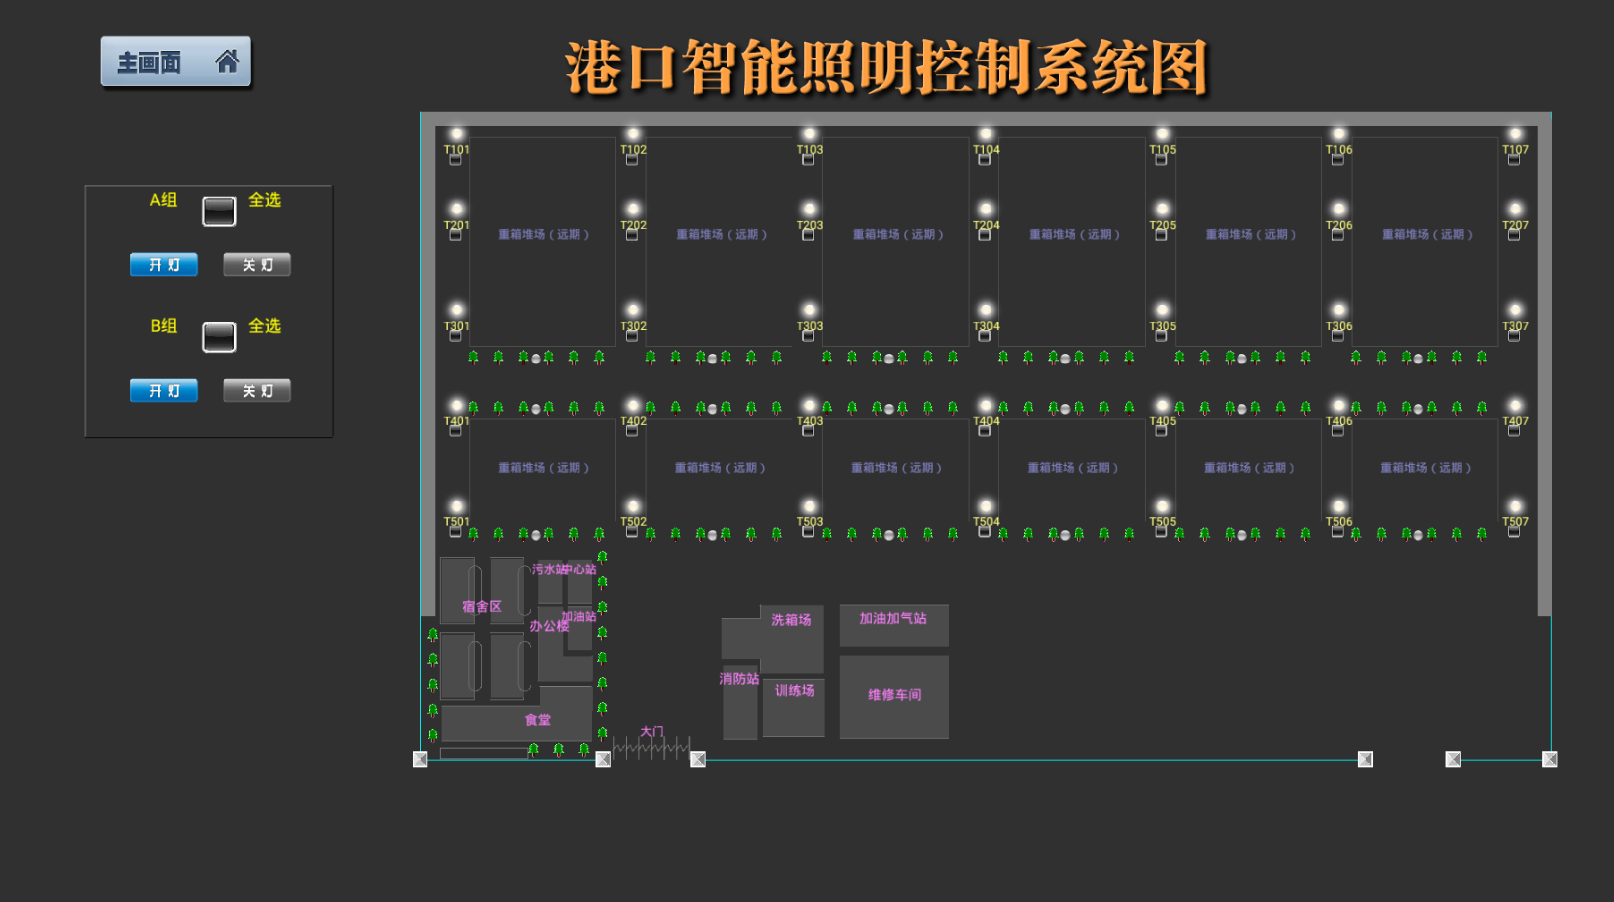 主画面
港口智能照明控制系统图
A组 全选
开 灯 关 灯
B组 全选
开 灯 关 灯
T101 T102 T103 T104 T105 T106 T107
T201 T202 T203 T204 T205 T206 T207
重箱堆场（远期） 重箱堆场（远期） 重箱堆场（远期） 重箱堆场（远期） 重箱堆场（远期） 重箱堆场（远期）
T301 T302 T303 T304 T305 T306 T307
T401 T402 T403 T404 T405 T406 T407
重箱堆场（远期） 重箱堆场（远期） 重箱堆场（远期） 重箱堆场（远期） 重箱堆场（远期） 重箱堆场（远期）
T501 T502 T503 T504 T505 T506 T507
污水站 中心站
宿舍区
加油站
办公楼
洗箱场 加油加气站
消防站
训练场 维修车间
食堂
大门